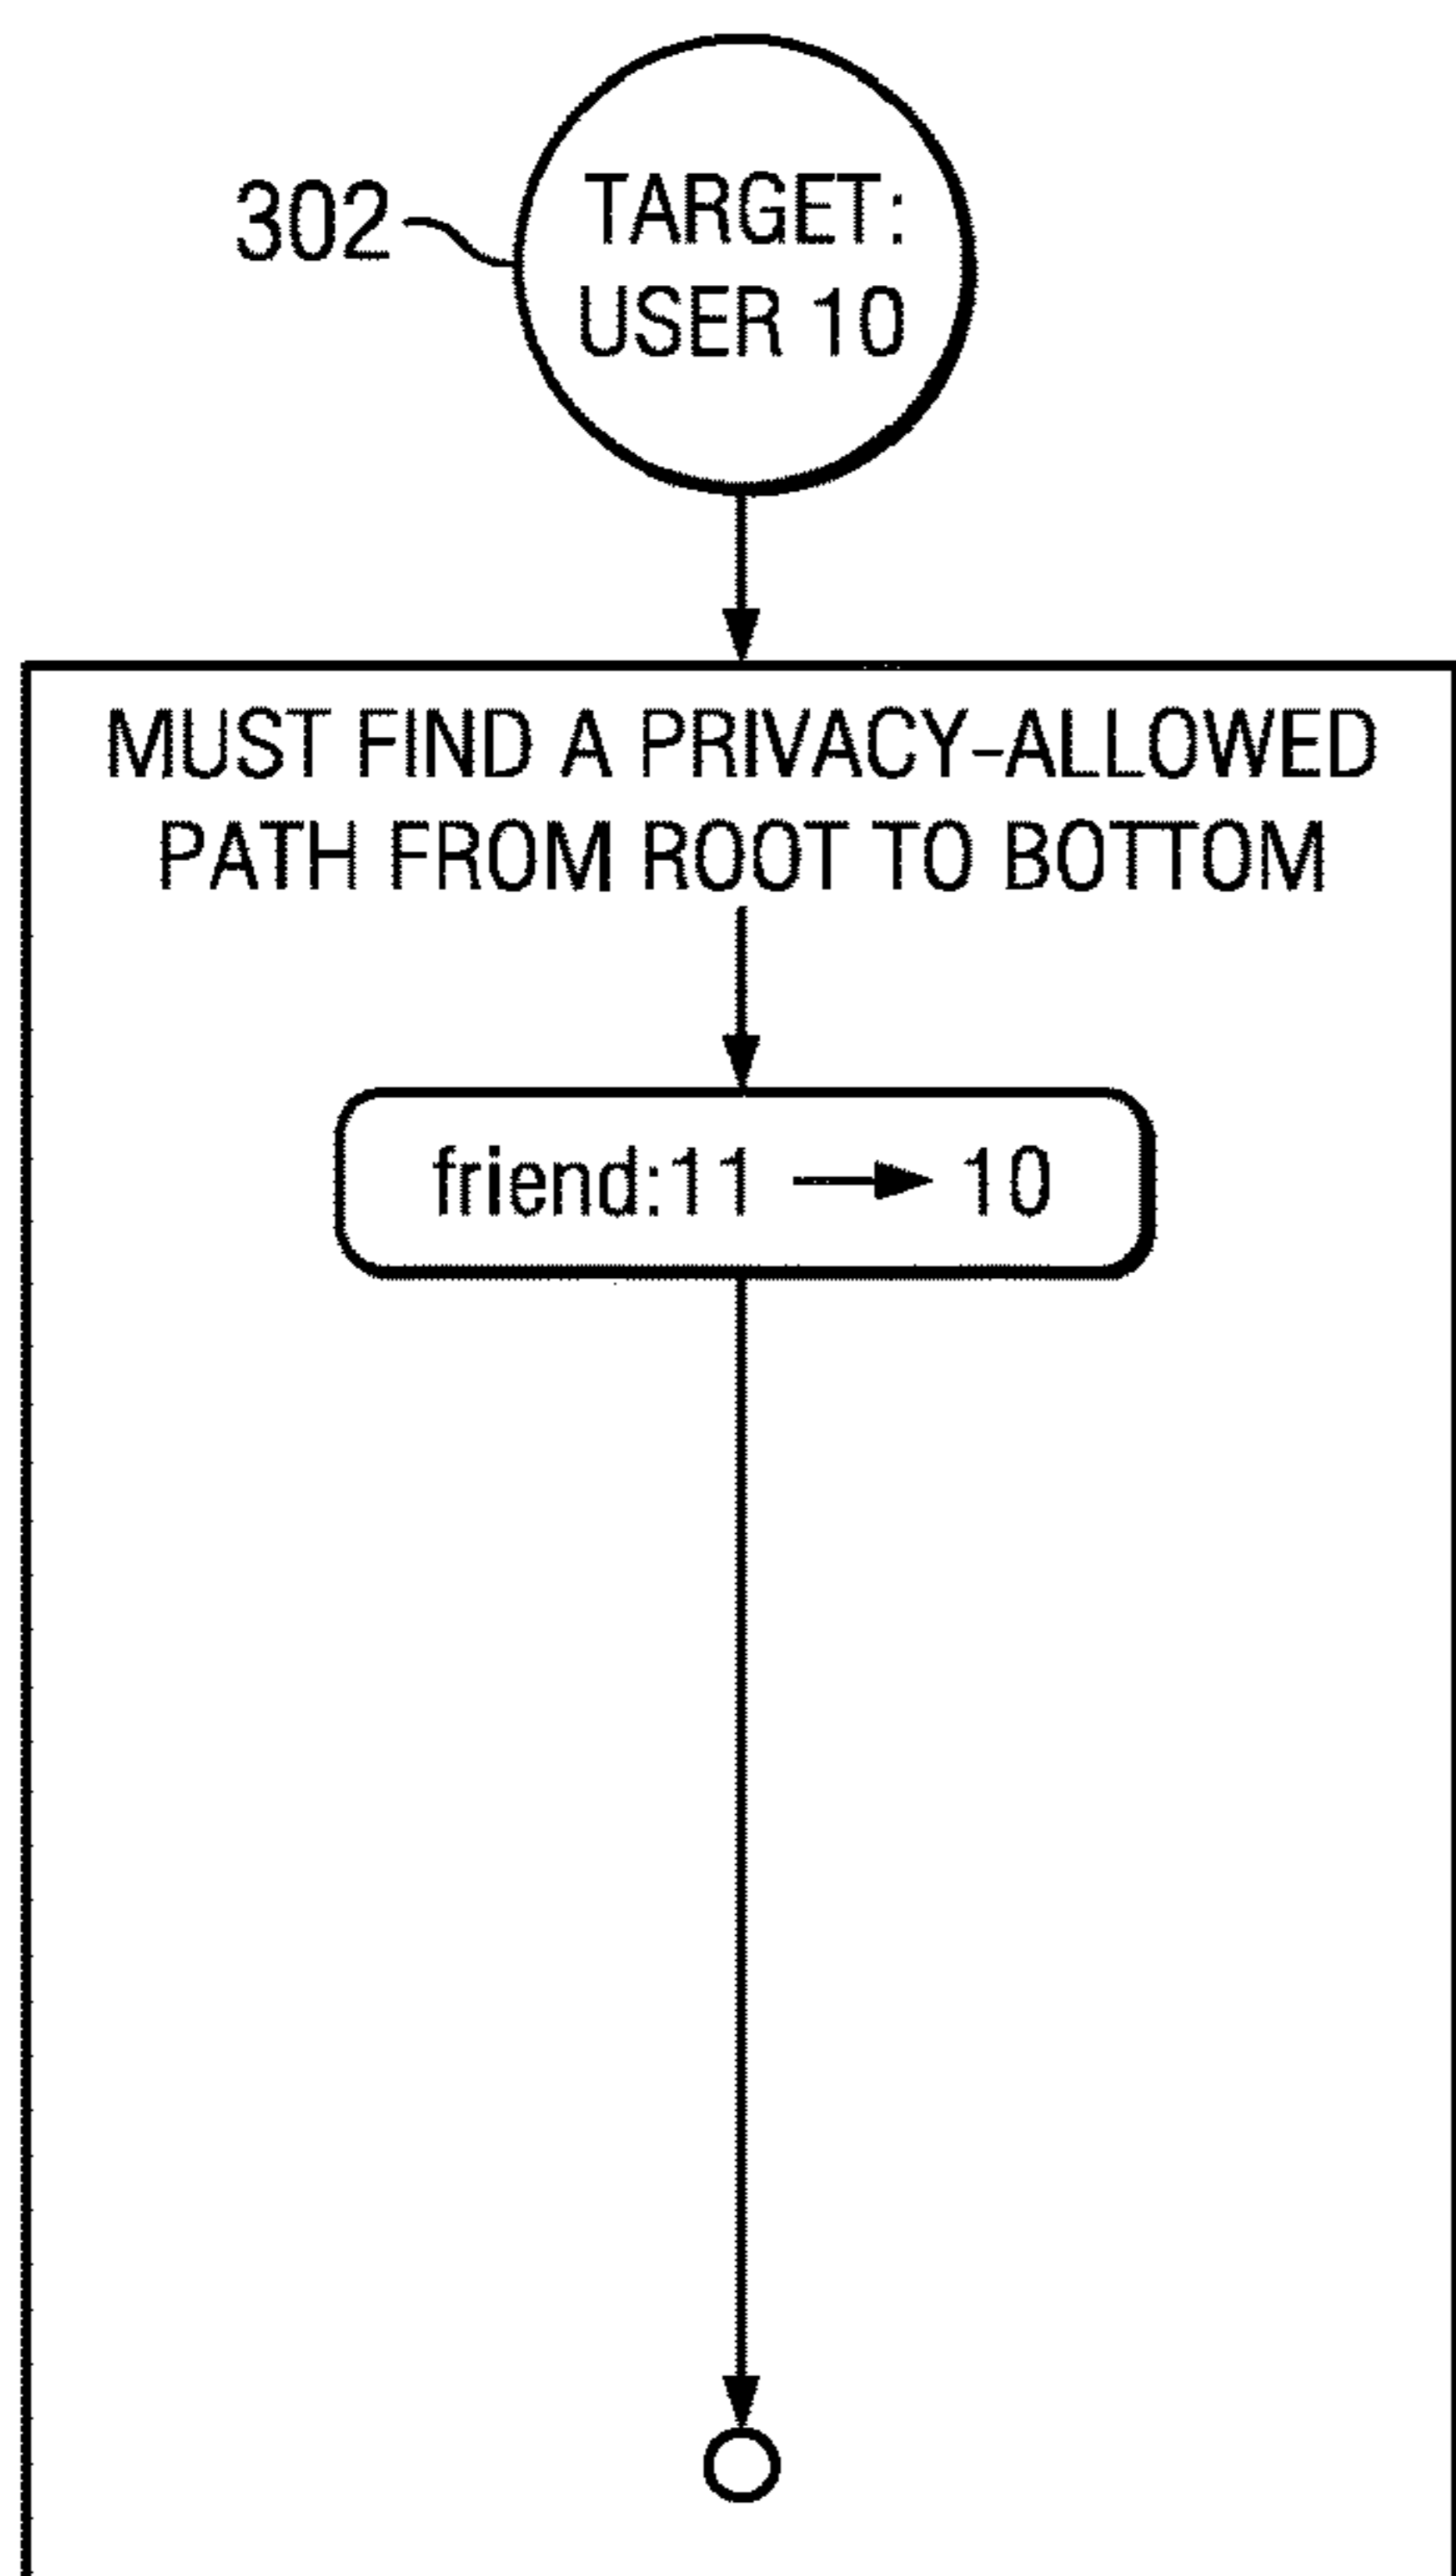 302
TARGET:
USER 10
MUST FIND A PRIVACY-ALLOWED
PATH FROM ROOT TO BOTTOM
friend:11 → 10